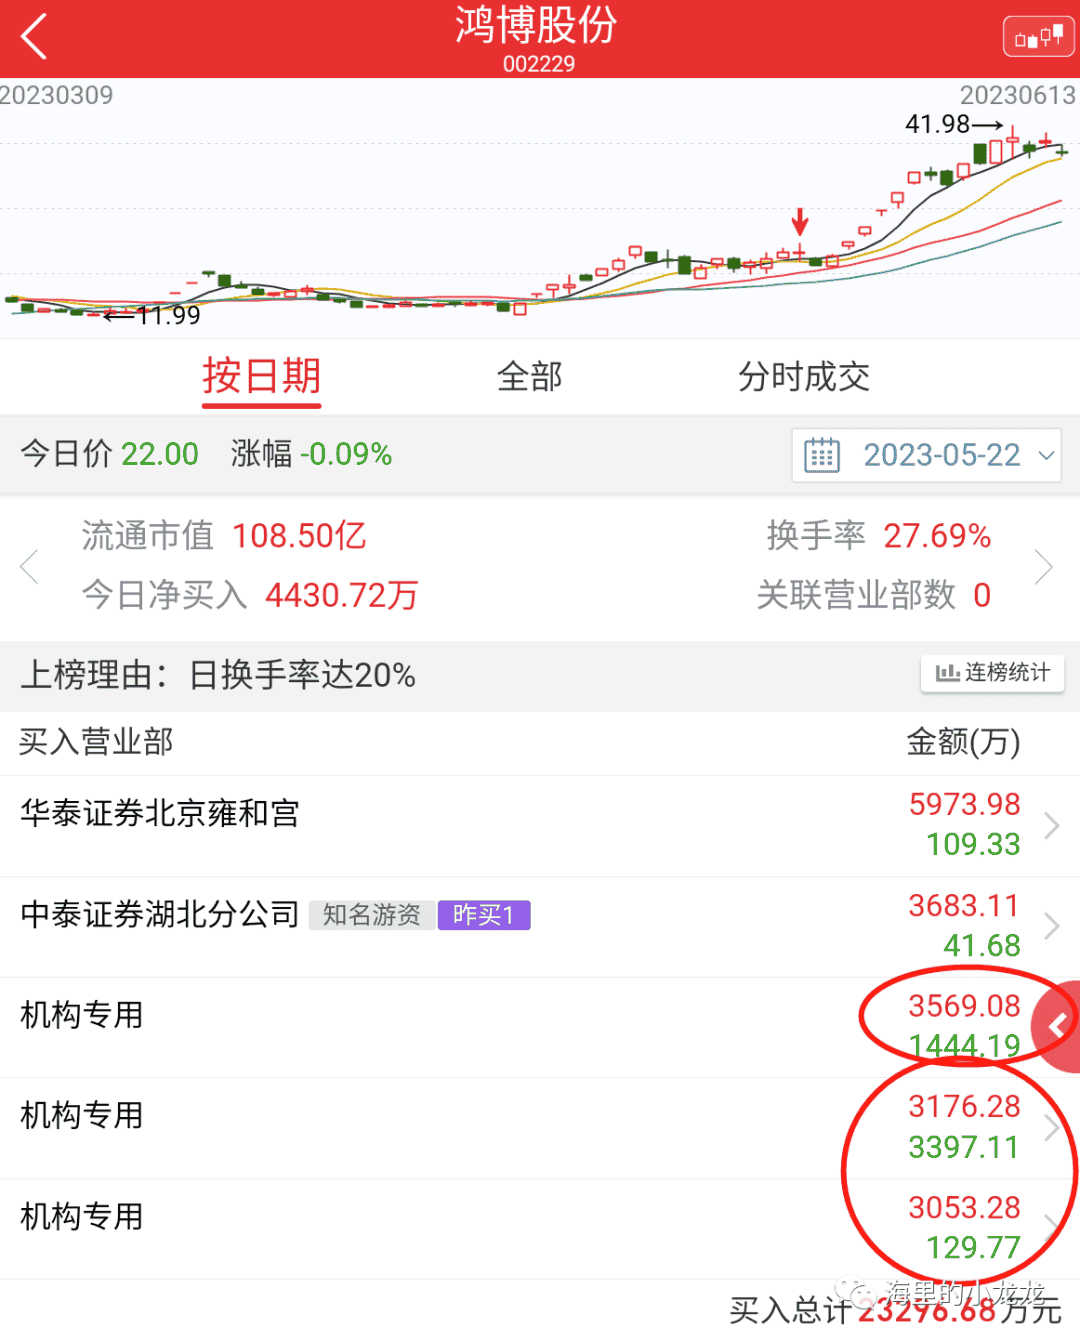 鸿博股份
002229
20230309
20230613
41.98
11.99
按日期 全部 分时成交
今日价 22.00 涨幅 -0.09% 2023-05-22
流通市值 108.50亿 换手率 27.69%
今日净买入 4430.72万 关联营业部数 0
上榜理由：日换手率达20% 连榜统计
买入营业部 金额(万)
华泰证券北京雍和宫 5973.98
109.33
中泰证券湖北分公司 知名游资 昨买1 3683.11
41.68
机构专用 3569.08
1444.19
机构专用 3176.28
3397.11
机构专用 3053.28
129.77
海里的小龙龙
买入总计23296.68万元